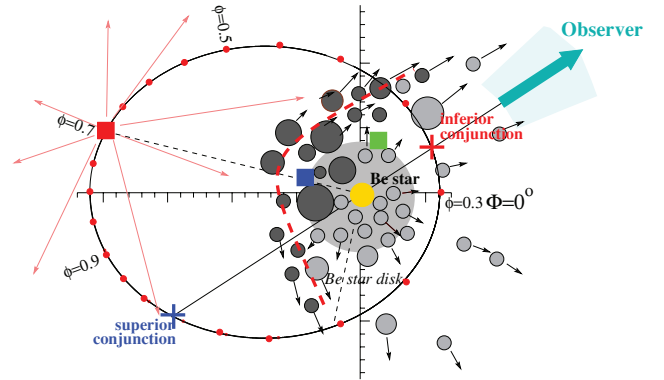 ϕ=0.5
Observer
ϕ=0.7
inferior
conjunction
Be star
ϕ=0.3 Φ=0°
ϕ=0.9
Be star disk
superior
conjunction